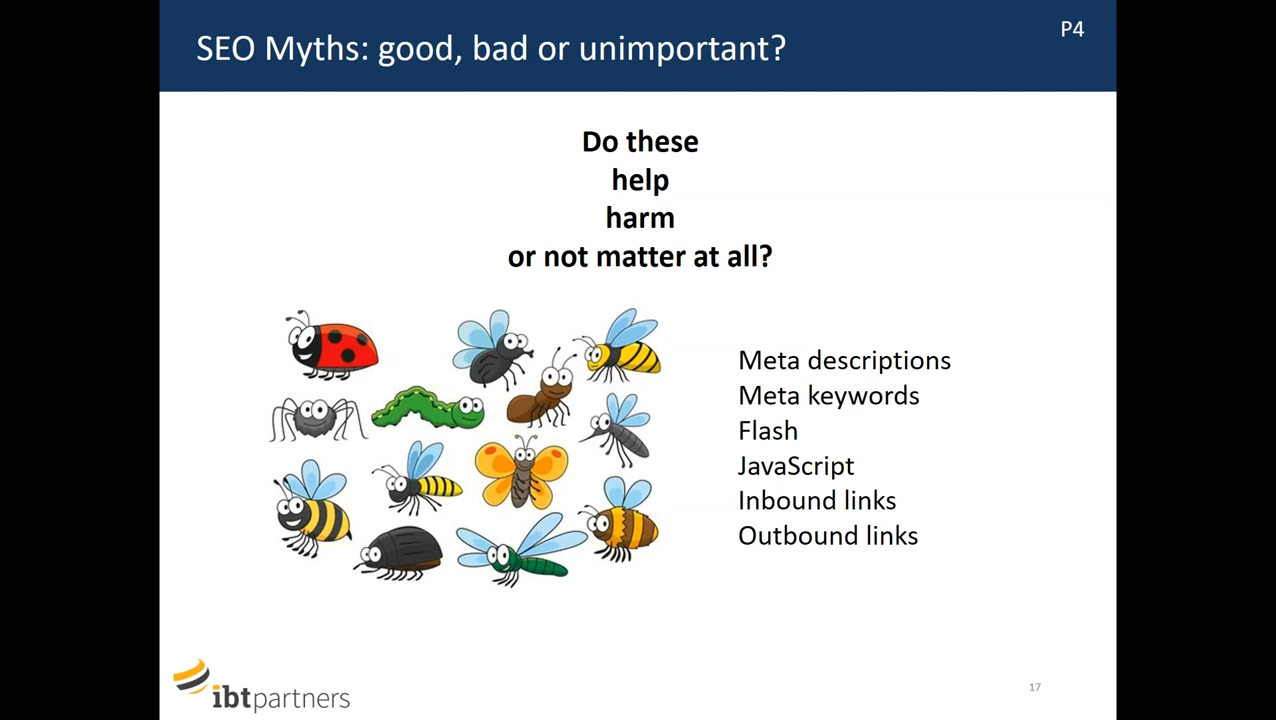 SEO Myths: good, bad or unimportant?
P4
Do these
help
harm
or not matter at all?
Meta descriptions
Meta keywords
Flash
JavaScript
Inbound links
Outbound links
ibtpartners
17